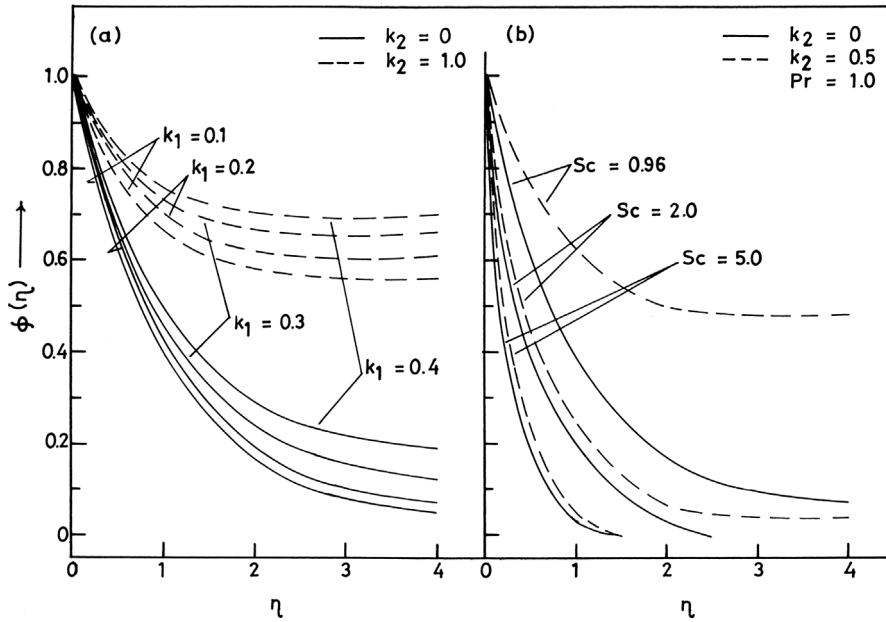 (a)
k₂ = 0
k₂ = 1.0
k₁ = 0.1
k₁ = 0.2
k₁ = 0.3
k₁ = 0.4
ϕ(η)
1.0
0.8
0.6
0.4
0.2
0
0 1 2 3 4
η
(b)
k₂ = 0
k₂ = 0.5
Pr = 1.0
Sc = 0.96
Sc = 2.0
Sc = 5.0
0 1 2 3 4
η